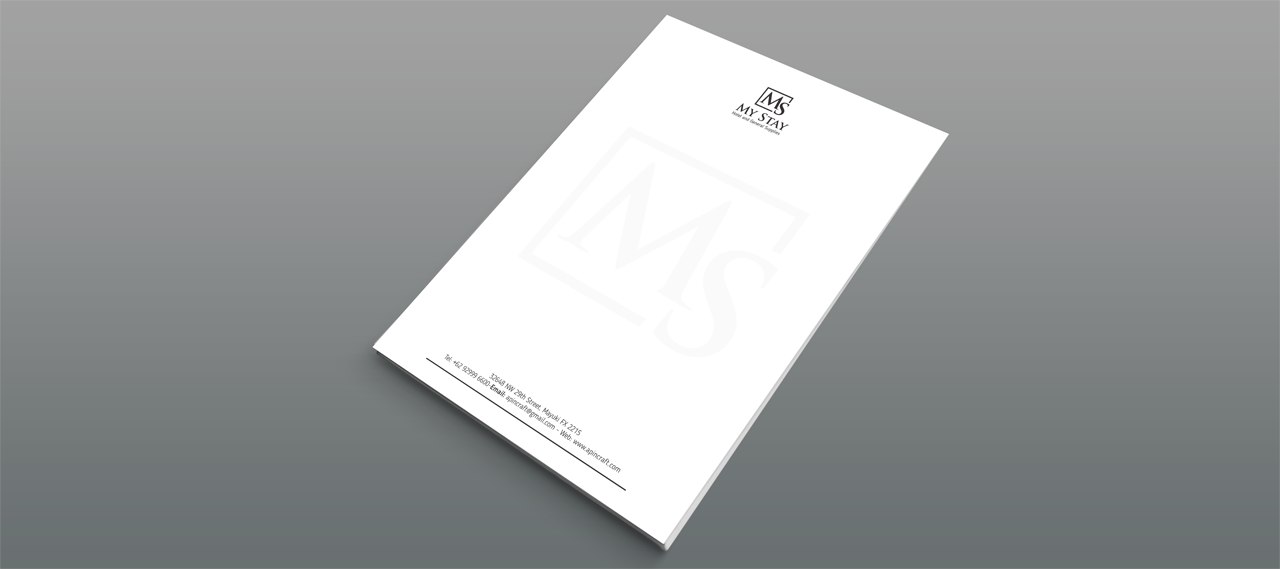 MS
MY STAY
Hotel and General Supplies
MS
32648 NW 29th Street, Mayuki FX 2215
Tel: +62 92999 6600 Email: apincraft@gmail.com - Web: www.apincraft.com